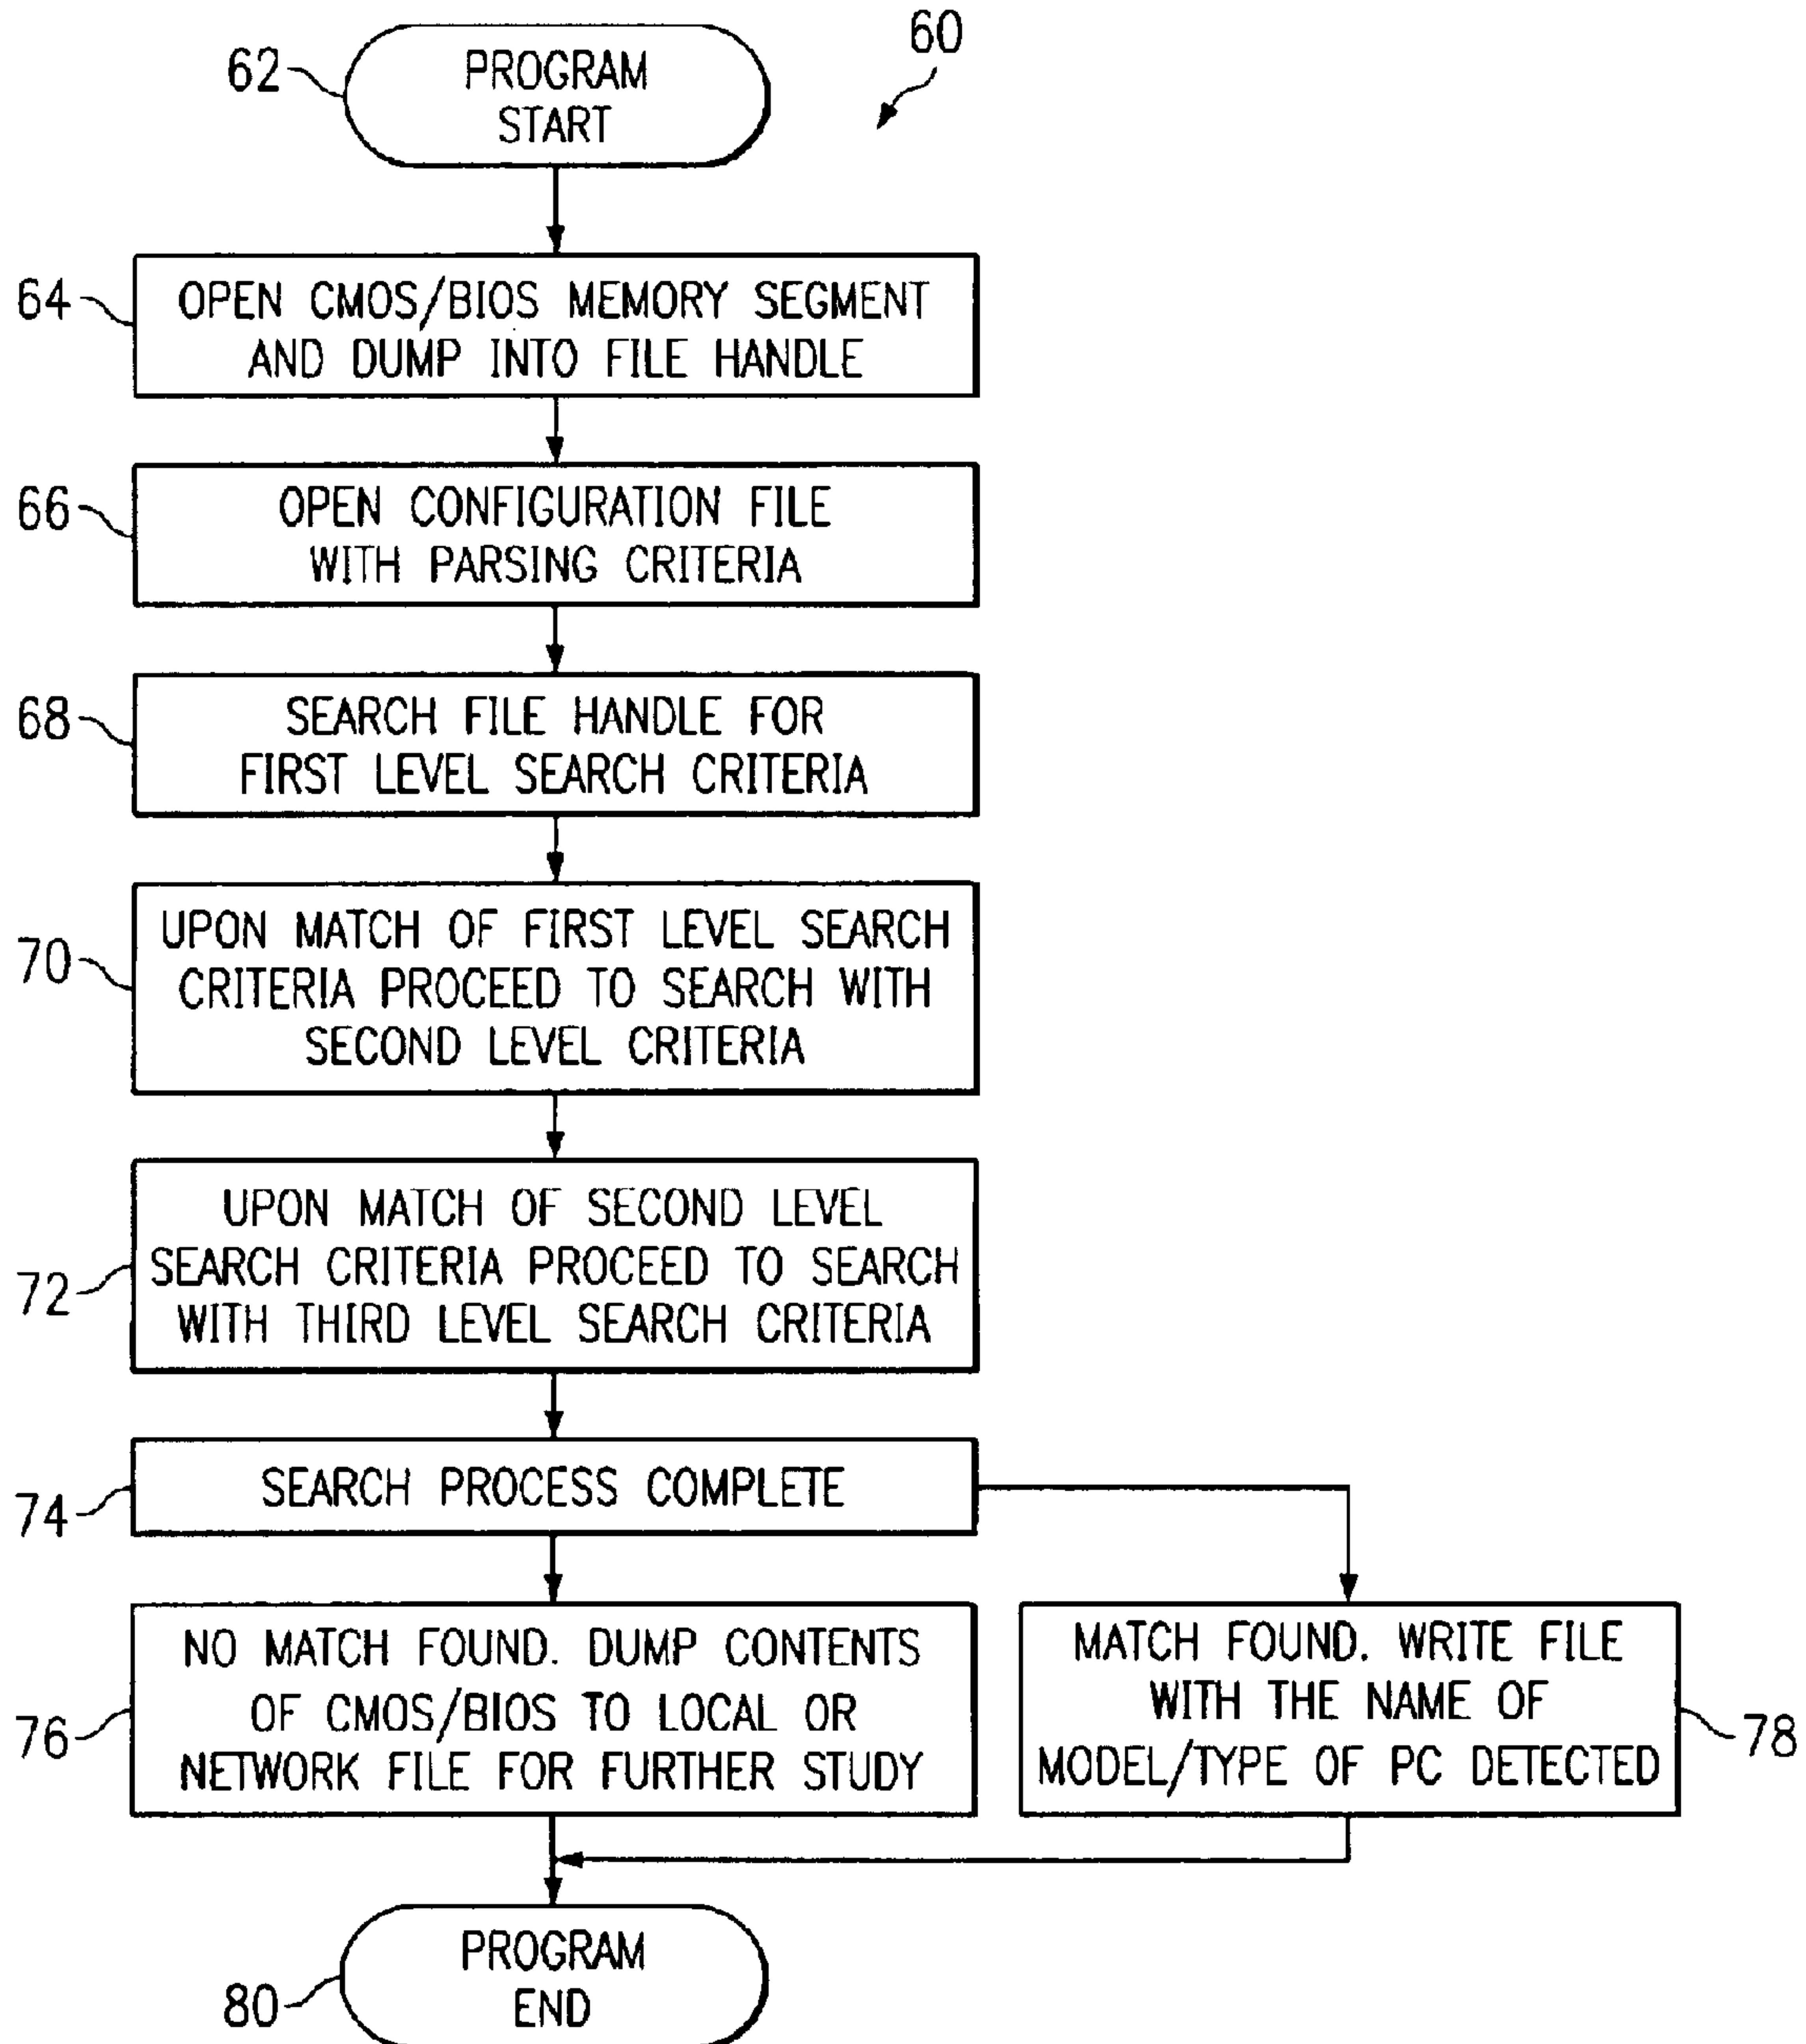 60
62
PROGRAM
START
64
OPEN CMOS/BIOS MEMORY SEGMENT
AND DUMP INTO FILE HANDLE
66
OPEN CONFIGURATION FILE
WITH PARSING CRITERIA
68
SEARCH FILE HANDLE FOR
FIRST LEVEL SEARCH CRITERIA
70
UPON MATCH OF FIRST LEVEL SEARCH
CRITERIA PROCEED TO SEARCH WITH
SECOND LEVEL CRITERIA
72
UPON MATCH OF SECOND LEVEL
SEARCH CRITERIA PROCEED TO SEARCH
WITH THIRD LEVEL SEARCH CRITERIA
74
SEARCH PROCESS COMPLETE
76
NO MATCH FOUND. DUMP CONTENTS
OF CMOS/BIOS TO LOCAL OR
NETWORK FILE FOR FURTHER STUDY
MATCH FOUND. WRITE FILE
WITH THE NAME OF
MODEL/TYPE OF PC DETECTED
78
80
PROGRAM
END